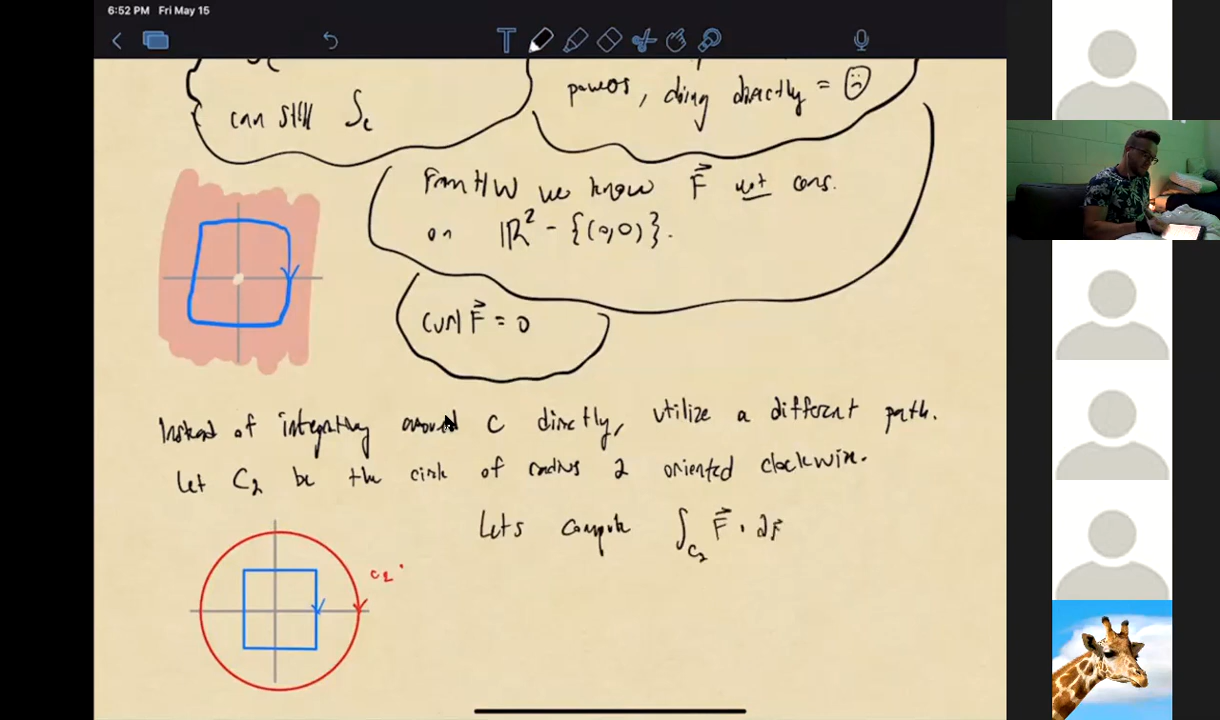 6:52 PM Fri May 15
can still ∫c
powers, doing directly = ☹
From HW we know F⃗ not cons.
on ℝ² - {(0,0)}.
curl F⃗ = 0
Instead of integrating around C directly, utilize a different path.
Let C₂ be the circle of radius 2 oriented clockwise.
Lets compute ∫C₂ F⃗ · dr⃗
C₂